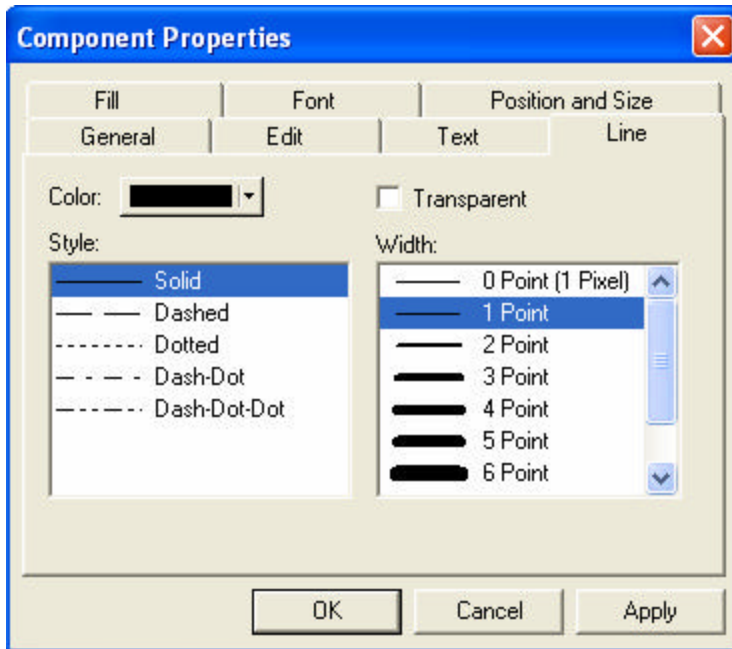 Component Properties
Fill Font Position and Size
General Edit Text Line
Color: Transparent
Style: Width:
Solid
Dashed
Dotted
Dash-Dot
Dash-Dot-Dot
0 Point (1 Pixel)
1 Point
2 Point
3 Point
4 Point
5 Point
6 Point
OK Cancel Apply